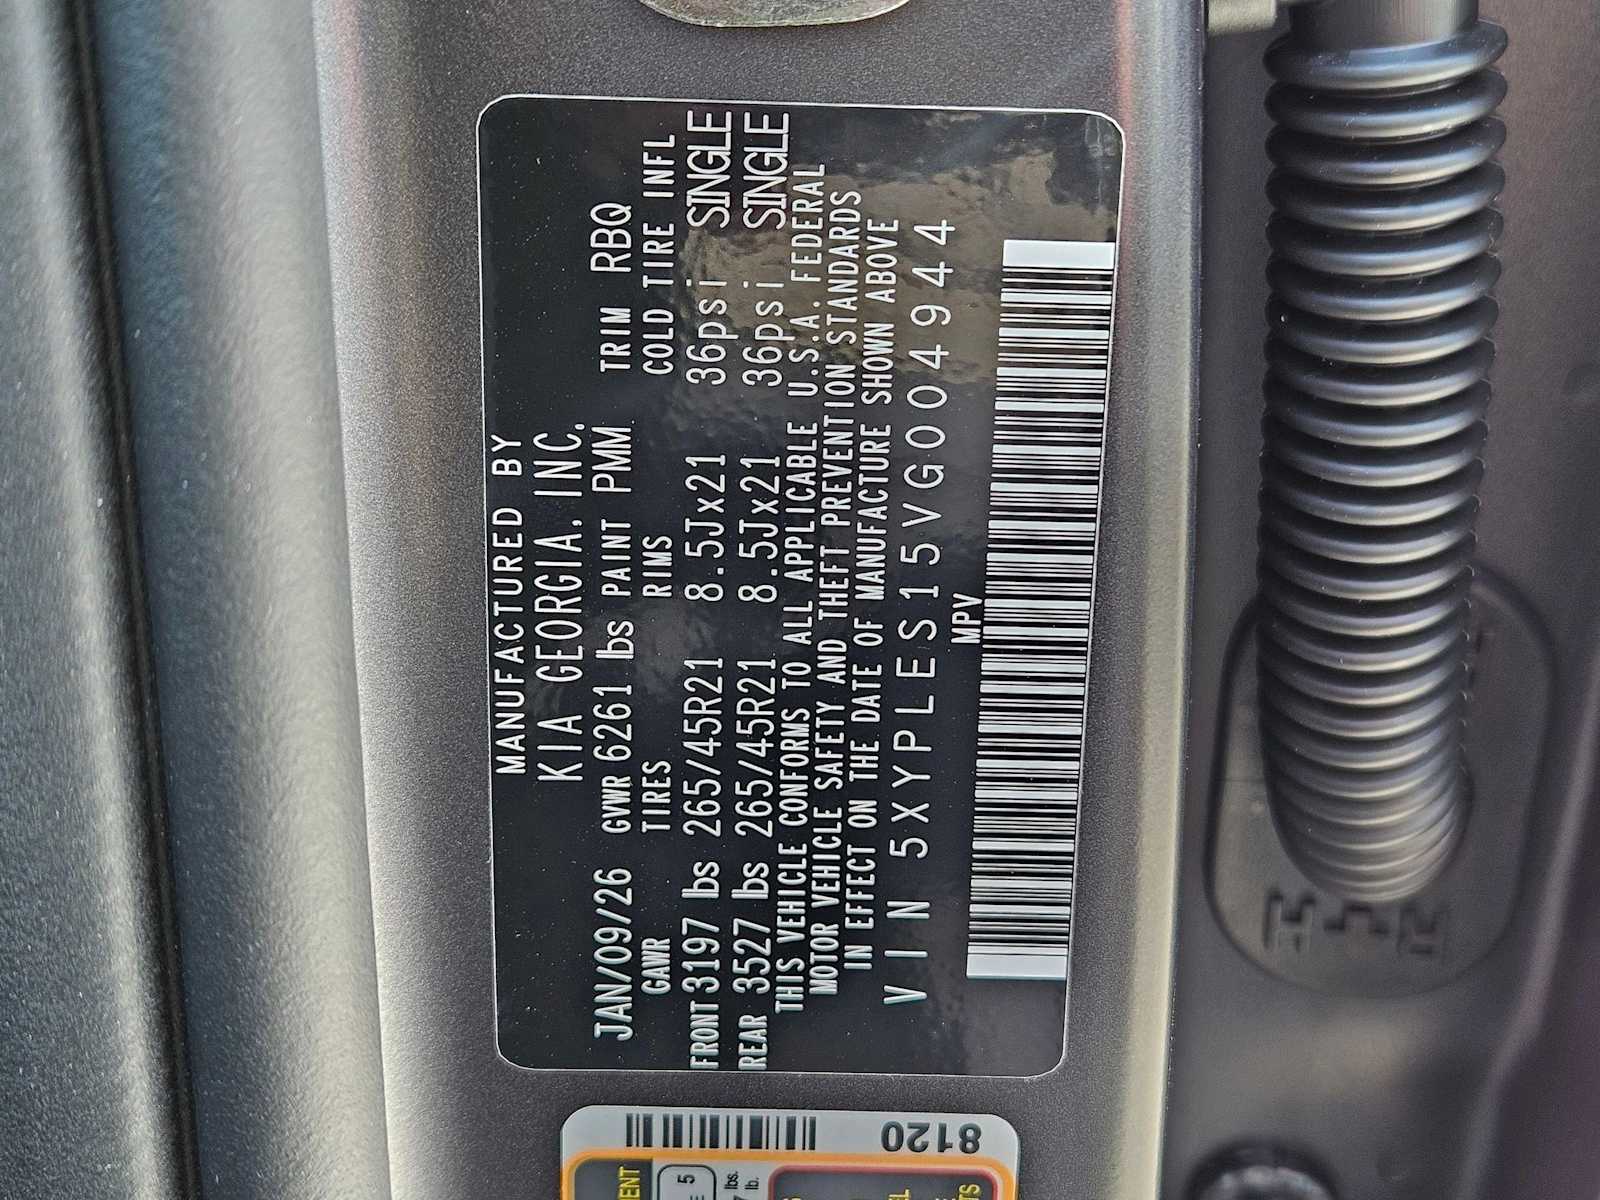 MANUFACTURED BY
KIA GEORGIA, INC.
JAN/09/26 GVWR 6261 lbs PAINT PMM TRIM RBQ
GAWR TIRES RIMS COLD TIRE INFL
FRONT 3197 lbs 265/45R21 8.5Jx21 36psi SINGLE
REAR 3527 lbs 265/45R21 8.5Jx21 36psi SINGLE
THIS VEHICLE CONFORMS TO ALL APPLICABLE U.S.A. FEDERAL
MOTOR VEHICLE SAFETY AND THEFT PREVENTION STANDARDS
IN EFFECT ON THE DATE OF MANUFACTURE SHOWN ABOVE
VIN 5XYPLES15VG004944
MPV
8120
5
lbs.
lb.